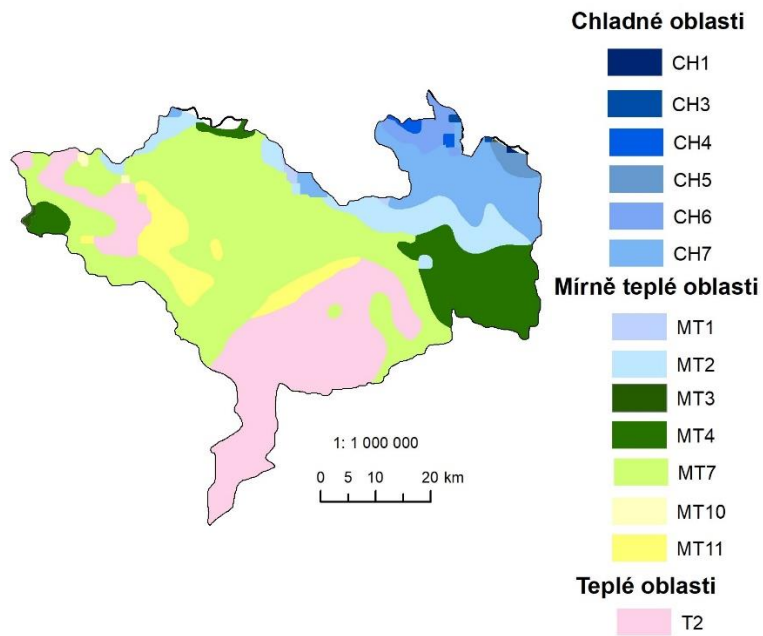 Chladné oblasti
CH1
CH3
CH4
CH5
CH6
CH7
Mírně teplé oblasti
MT1
MT2
MT3
MT4
MT7
MT10
MT11
Teplé oblasti
T2
1: 1 000 000
0 5 10 20 km